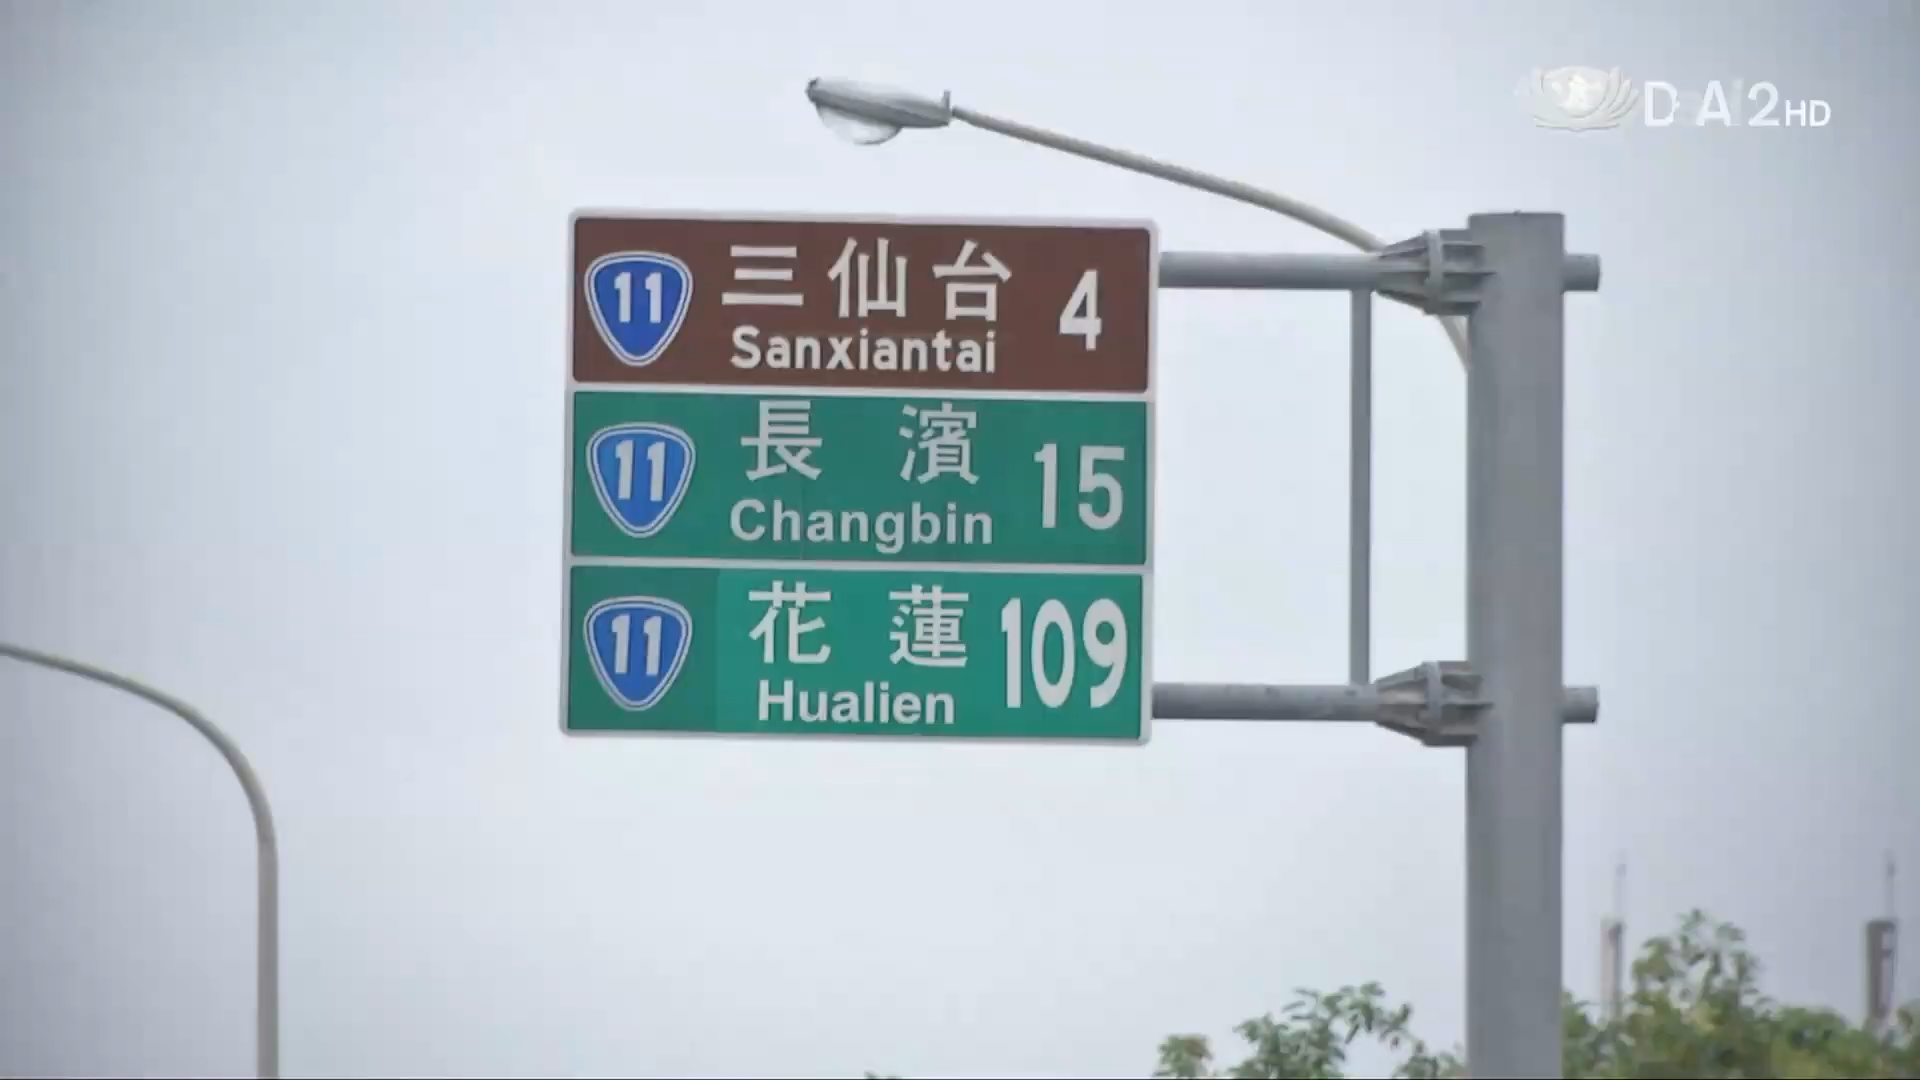 11 三仙台 4
Sanxiantai
11 長濱 15
Changbin
11 花蓮 109
Hualien
DaAi2HD